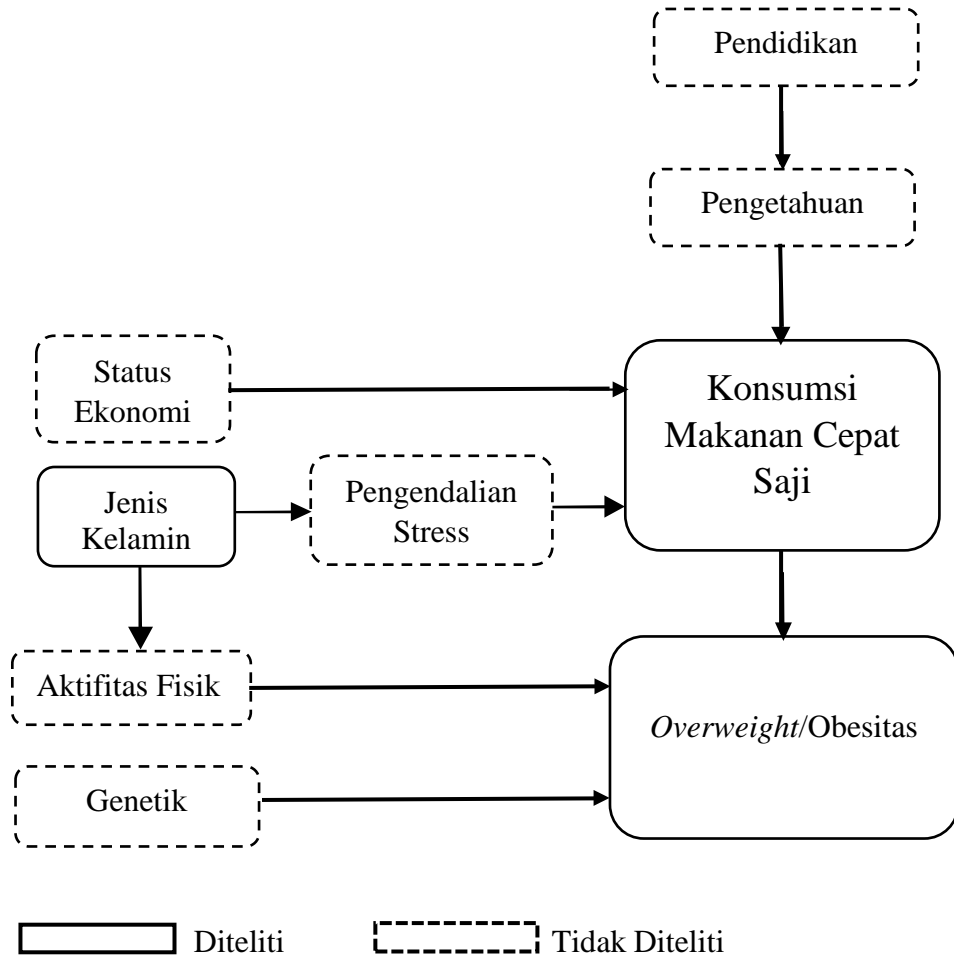 Pendidikan
Pengetahuan
Status
Ekonomi
Konsumsi
Makanan Cepat
Saji
Jenis
Kelamin
Pengendalian
Stress
Aktifitas Fisik
Overweight/Obesitas
Genetik
Diteliti
Tidak Diteliti